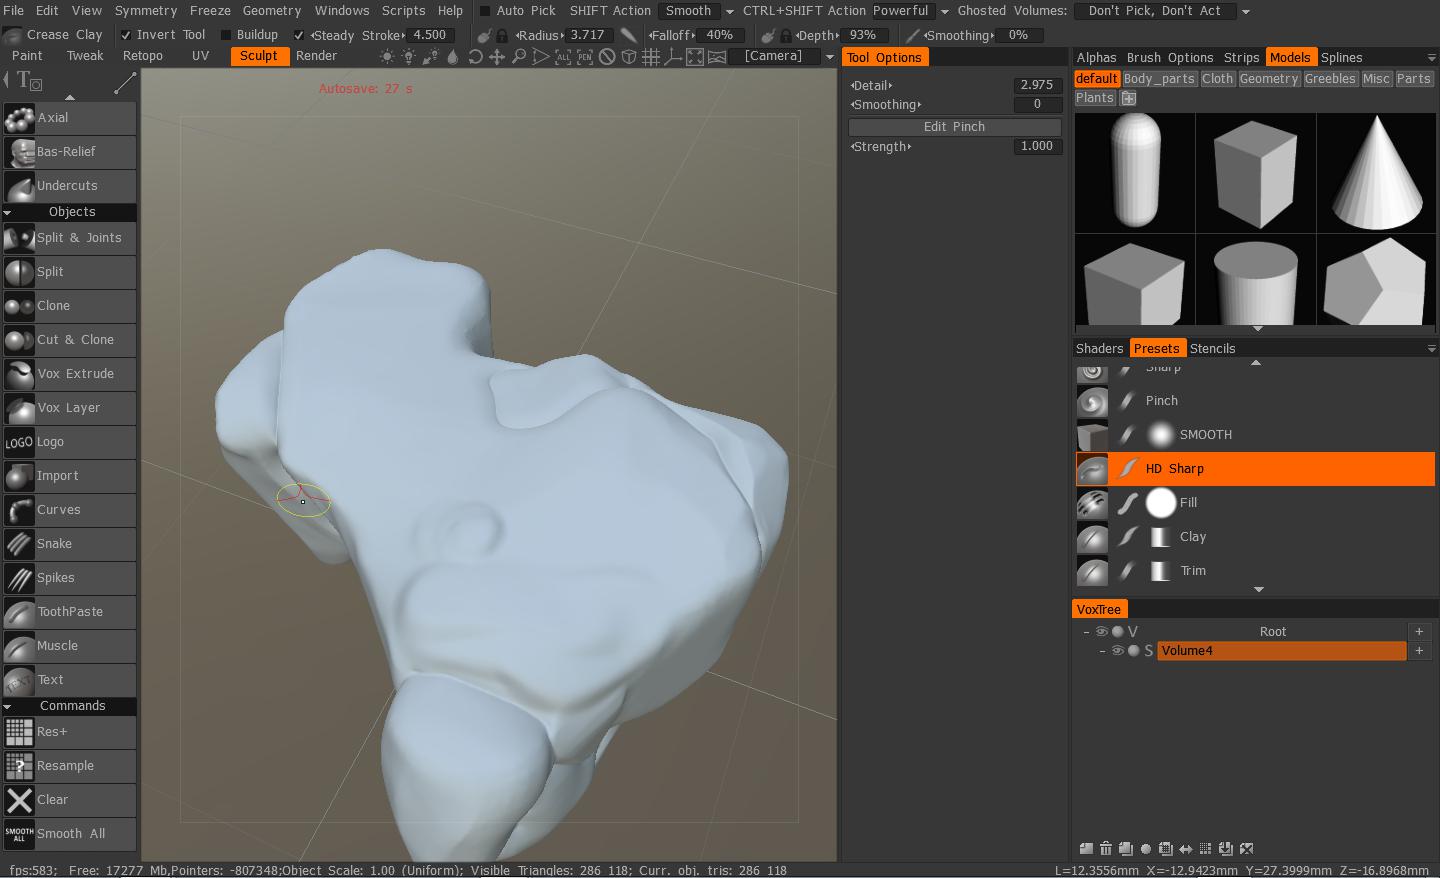 File Edit View Symmetry Freeze Geometry Windows Scripts Help Auto Pick SHIFT Action Smooth CTRL+SHIFT Action Powerful Ghosted Volumes: Don't Pick, Don't Act
Crease Clay Invert Tool Buildup Steady Stroke 4.500 Radius 3.717 Falloff 40% Depth 93% Smoothing 0%
Paint Tweak Retopo UV Sculpt Render ALL PEN [Camera]
Autosave: 27 s
Axial
Bas-Relief
Undercuts
Objects
Split & Joints
Split
Clone
Cut & Clone
Vox Extrude
Vox Layer
LOGO Logo
Import
Curves
Snake
Spikes
ToothPaste
Muscle
TEXT Text
Commands
Res+
? Resample
Clear
SMOOTH ALL Smooth All
Tool Options
Detail 2.975
Smoothing 0
Edit Pinch
Strength 1.000
Alphas Brush Options Strips Models Splines
default Body_parts Cloth Geometry Greebles Misc Parts
Plants
Shaders Presets Stencils
Sharp
Pinch
SMOOTH
HD Sharp
Fill
Clay
Trim
VoxTree
V Root +
S Volume4 +
fps:583; Free: 17277 Mb,Pointers: -807348;Object Scale: 1.00 (Uniform); Visible Triangles: 286 118; Curr. obj. tris: 286 118 L=12.3556mm X=-12.9423mm Y=27.3999mm Z=-16.8968mm